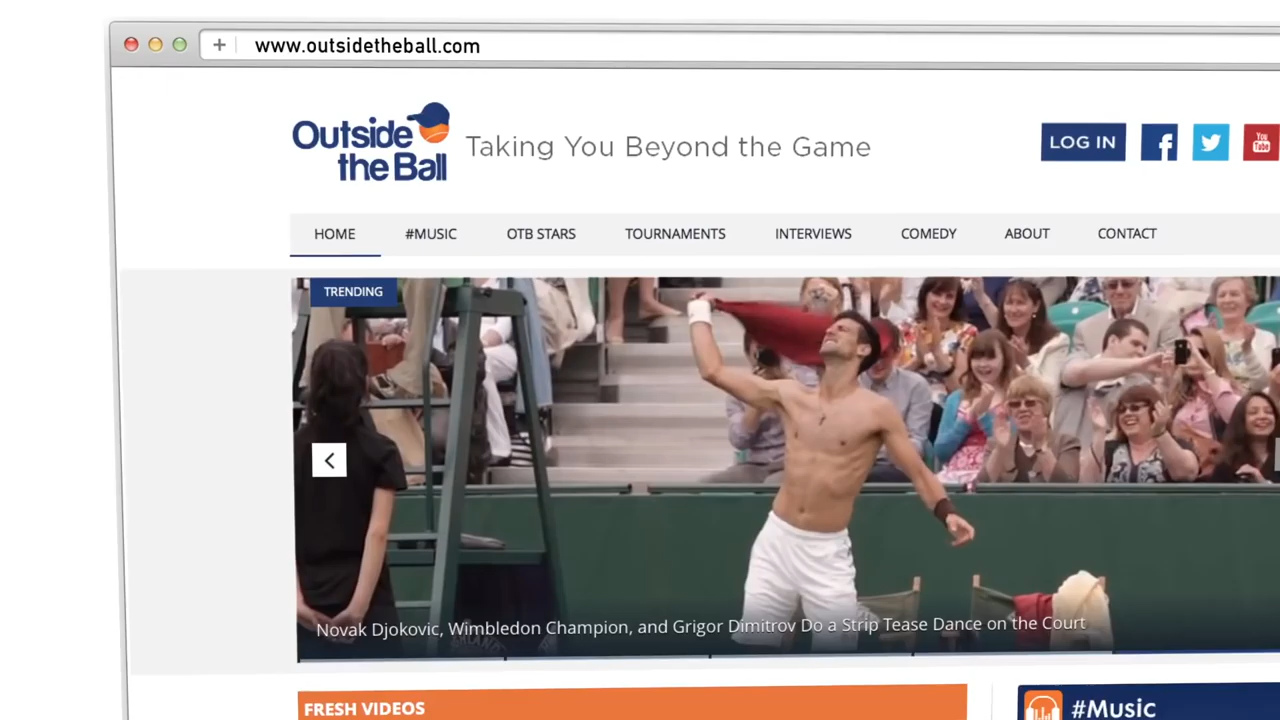 www.outsidetheball.com
Outside
the Ball
Taking You Beyond the Game
LOG IN
You
Tube
HOME #MUSIC OTB STARS TOURNAMENTS INTERVIEWS COMEDY ABOUT CONTACT
TRENDING
Novak Djokovic, Wimbledon Champion, and Grigor Dimitrov Do a Strip Tease Dance on the Court
FRESH VIDEOS
#Music